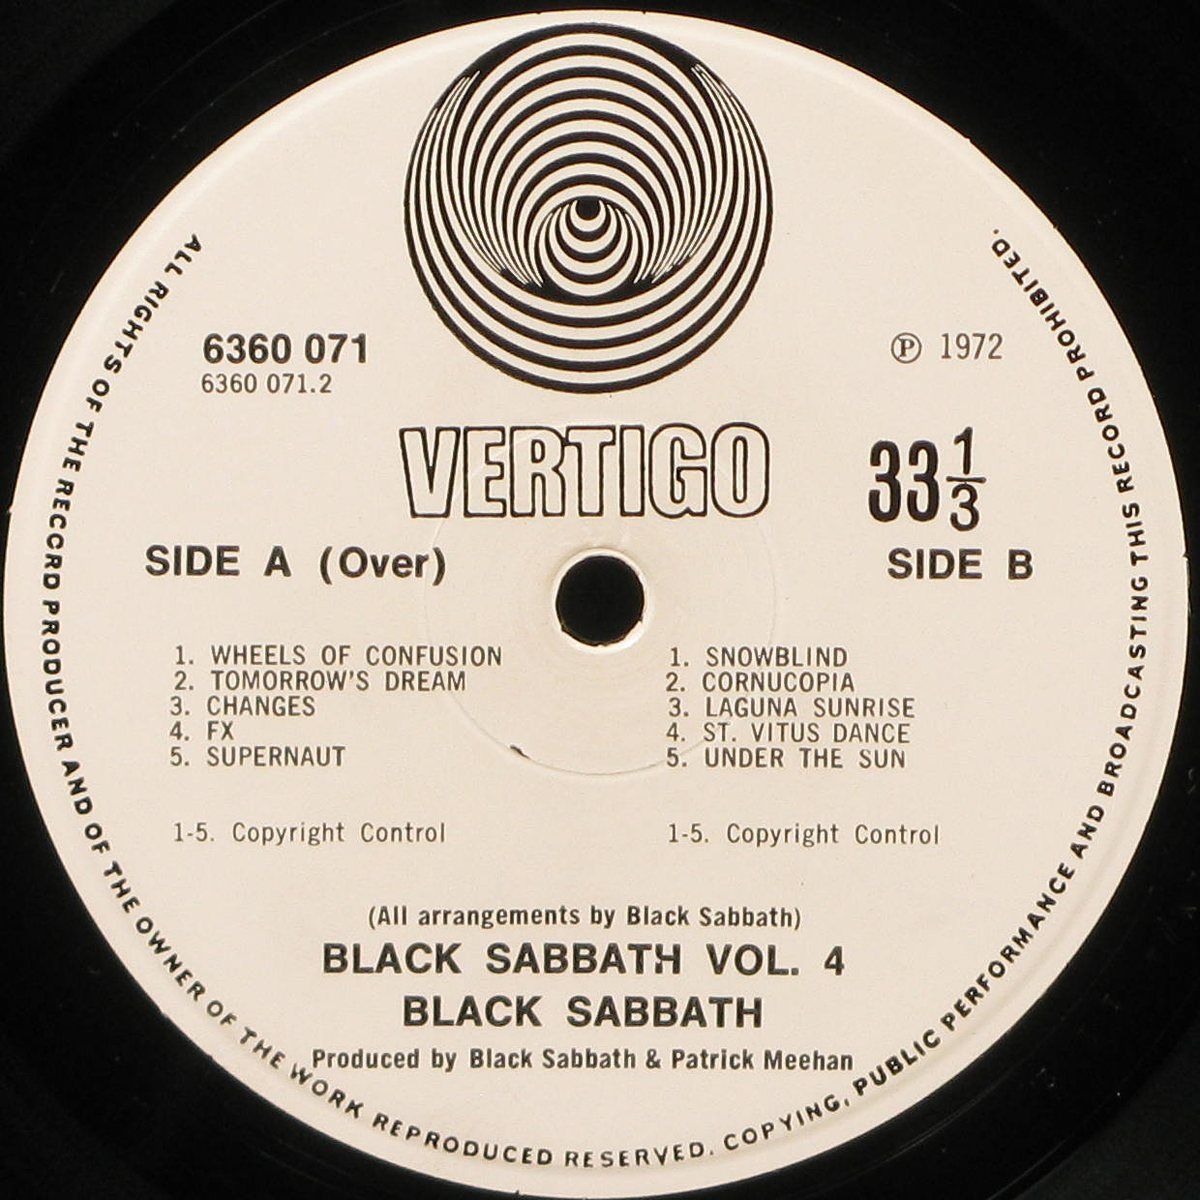 6360 071
6360 071.2
Ⓟ 1972
VERTIGO
33 1/3
SIDE A (Over)
SIDE B
1. WHEELS OF CONFUSION
2. TOMORROW'S DREAM
3. CHANGES
4. FX
5. SUPERNAUT
1-5. Copyright Control
1. SNOWBLIND
2. CORNUCOPIA
3. LAGUNA SUNRISE
4. ST. VITUS DANCE
5. UNDER THE SUN
1-5. Copyright Control
(All arrangements by Black Sabbath)
BLACK SABBATH VOL. 4
BLACK SABBATH
Produced by Black Sabbath & Patrick Meehan
ALL RIGHTS OF THE RECORD PRODUCER AND OF THE OWNER OF THE WORK REPRODUCED RESERVED. COPYING, PUBLIC PERFORMANCE AND BROADCASTING THIS RECORD PROHIBITED.